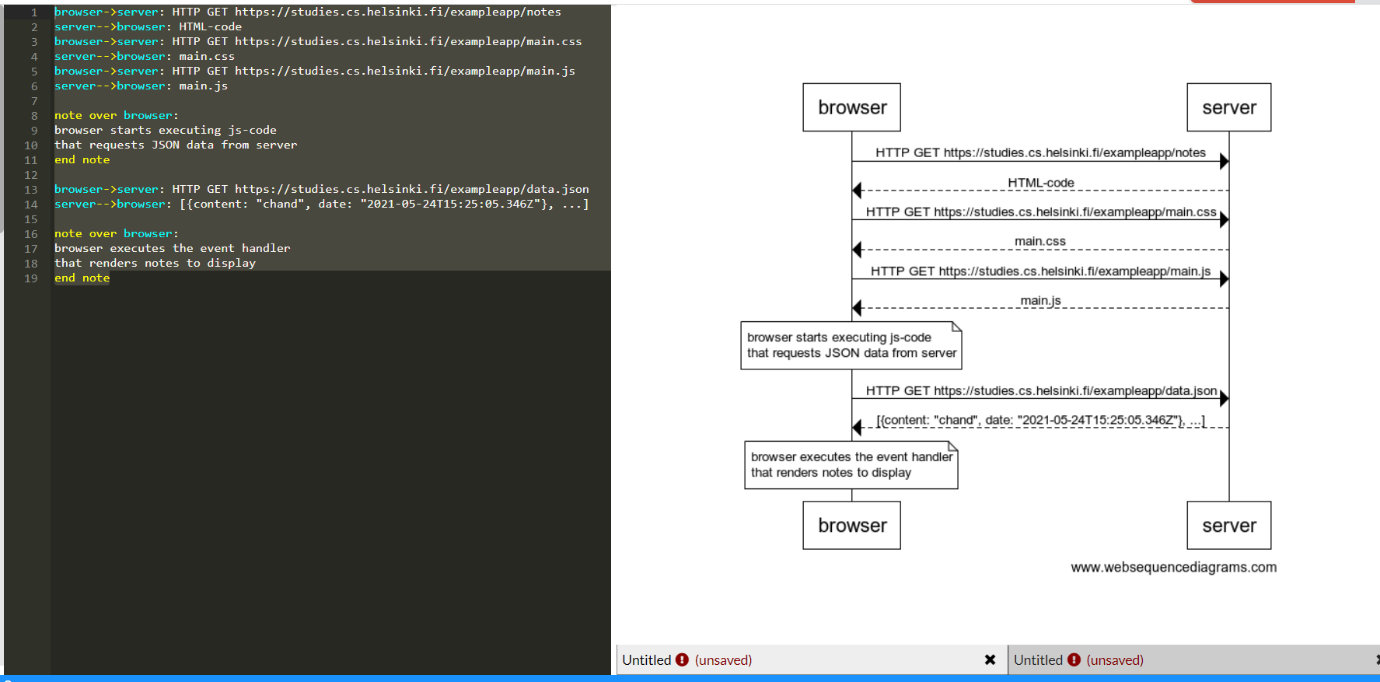 1 browser->server: HTTP GET https://studies.cs.helsinki.fi/exampleapp/notes
2 server-->browser: HTML-code
3 browser->server: HTTP GET https://studies.cs.helsinki.fi/exampleapp/main.css
4 server-->browser: main.css
5 browser->server: HTTP GET https://studies.cs.helsinki.fi/exampleapp/main.js
6 server-->browser: main.js
7
8 note over browser:
9 browser starts executing js-code
10 that requests JSON data from server
11 end note
12
13 browser->server: HTTP GET https://studies.cs.helsinki.fi/exampleapp/data.json
14 server-->browser: [{content: "chand", date: "2021-05-24T15:25:05.346Z"}, ...]
15
16 note over browser:
17 browser executes the event handler
18 that renders notes to display
19 end note
browser server
HTTP GET https://studies.cs.helsinki.fi/exampleapp/notes
HTML-code
HTTP GET https://studies.cs.helsinki.fi/exampleapp/main.css
main.css
HTTP GET https://studies.cs.helsinki.fi/exampleapp/main.js
main.js
browser starts executing js-code
that requests JSON data from server
HTTP GET https://studies.cs.helsinki.fi/exampleapp/data.json
[{content: "chand", date: "2021-05-24T15:25:05.346Z"}, ...]
browser executes the event handler
that renders notes to display
browser server
www.websequencediagrams.com
Untitled (unsaved) Untitled (unsaved)